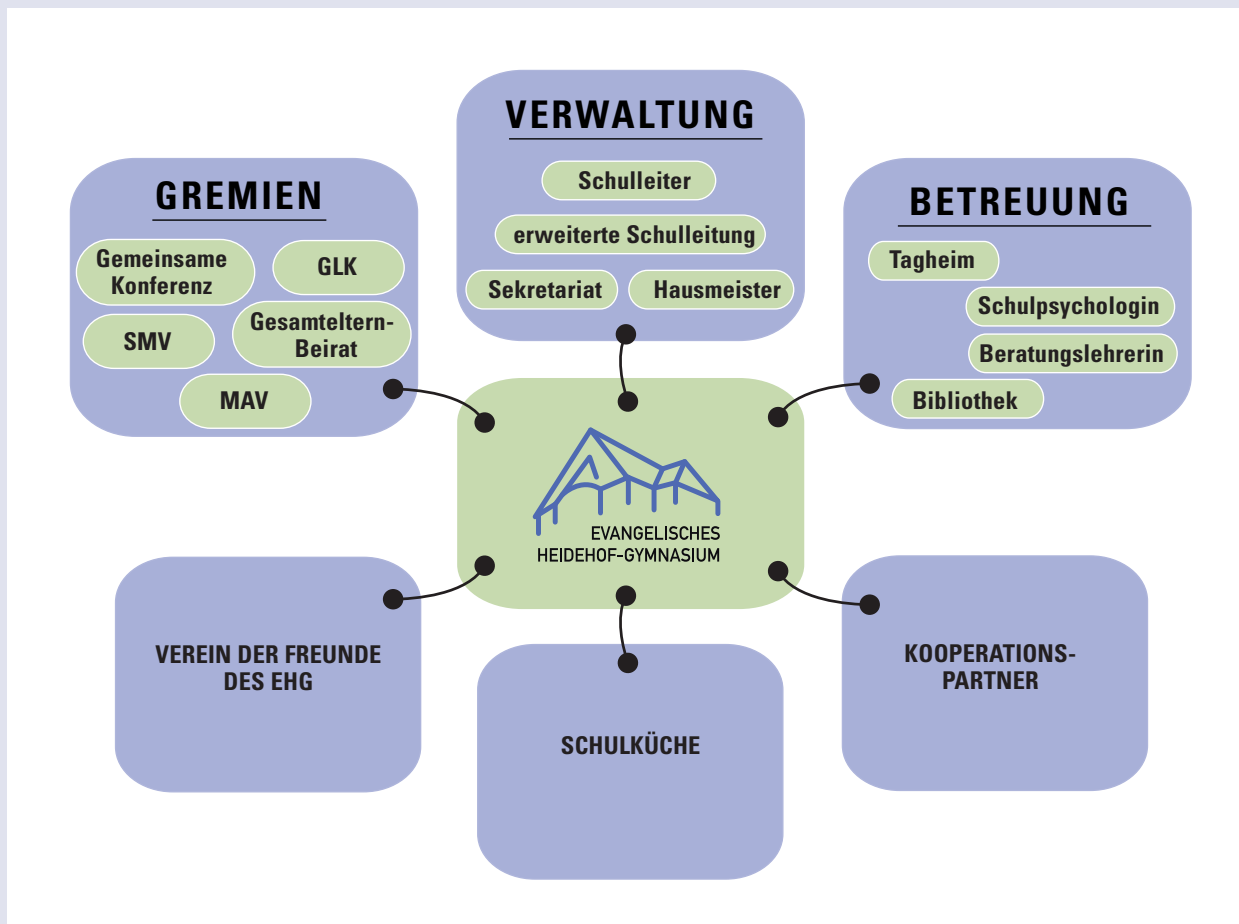 VERWALTUNG
Schulleiter
erweiterte Schulleitung
Sekretariat
Hausmeister
GREMIEN
Gemeinsame
Konferenz
GLK
SMV
Gesamteltern-
Beirat
MAV
BETREUUNG
Tagheim
Schulpsychologin
Beratungslehrerin
Bibliothek
EVANGELISCHES
HEIDEHOF-GYMNASIUM
VEREIN DER FREUNDE
DES EHG
SCHULKÜCHE
KOOPERATIONS-
PARTNER